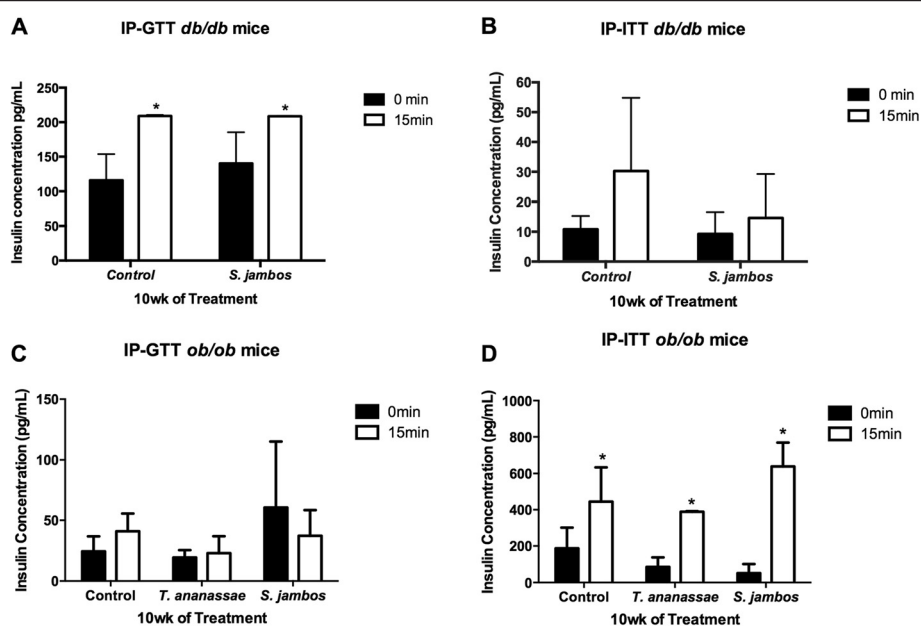 A
IP-GTT db/db mice
Insulin concentration pg/mL
250
200
150
100
50
0
*
*
0 min
15min
Control
S. jambos
10wk of Treatment
B
IP-ITT db/db mice
Insulin Concentration (pg/mL)
60
50
40
30
20
10
0
0 min
15min
Control
S. jambos
10wk of Treatment
C
IP-GTT ob/ob mice
Insulin Concentration (pg/mL)
150
100
50
0
0min
15min
Control
T. ananassae
S. jambos
10wk of Treatment
D
IP-ITT ob/ob mice
Insulin Concentration (pg/mL)
1000
800
600
400
200
0
*
*
*
0min
15min
Control
T. ananassae
S. jambos
10wk of Treatment